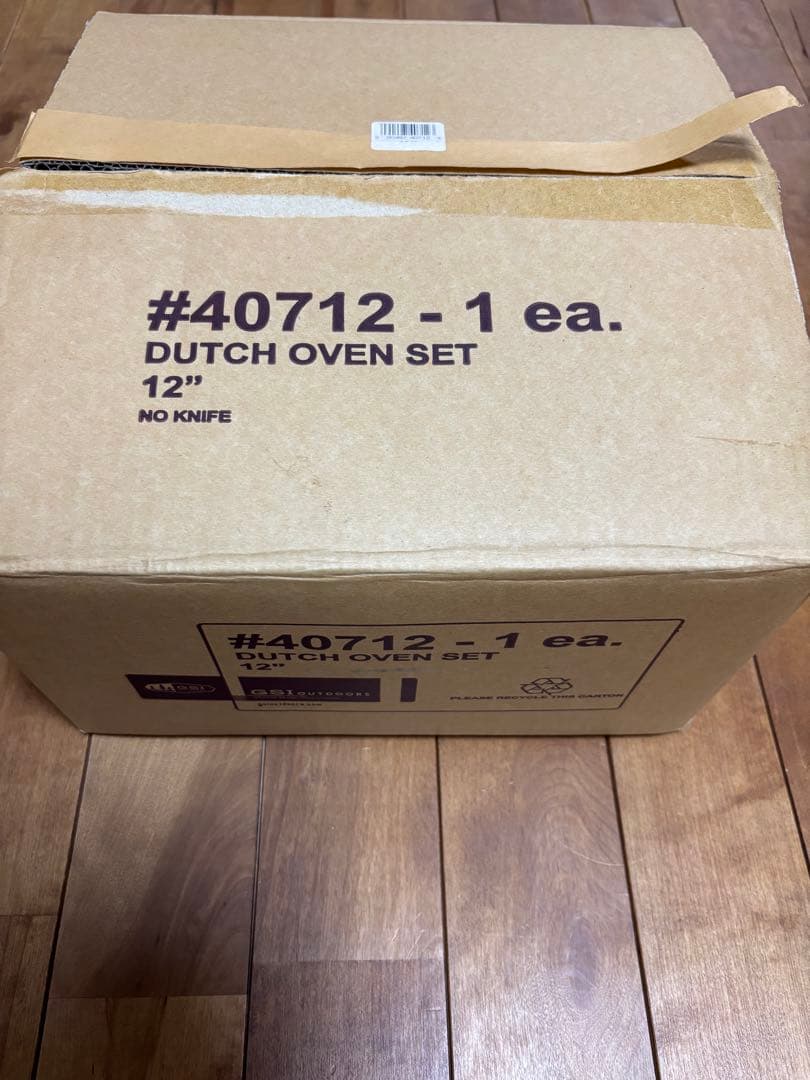 #40712 - 1 ea.
DUTCH OVEN SET
12”
NO KNIFE
#40712 - 1 ea.
DUTCH OVEN SET
12”
GSI
GSI OUTDOORS
PLEASE RECYCLE THIS CARTON